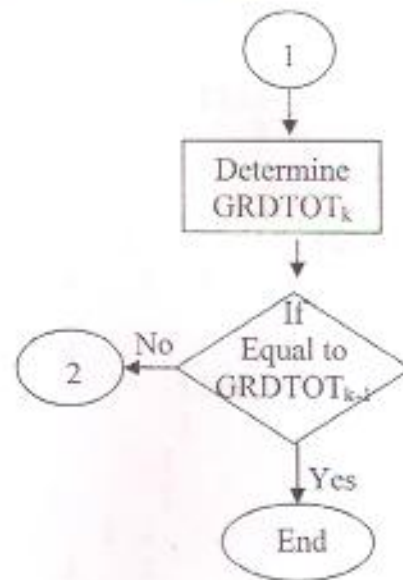 1
Determine
GRDTOTₖ
If
Equal to
GRDTOTₖ₋₁
No
2
Yes
End